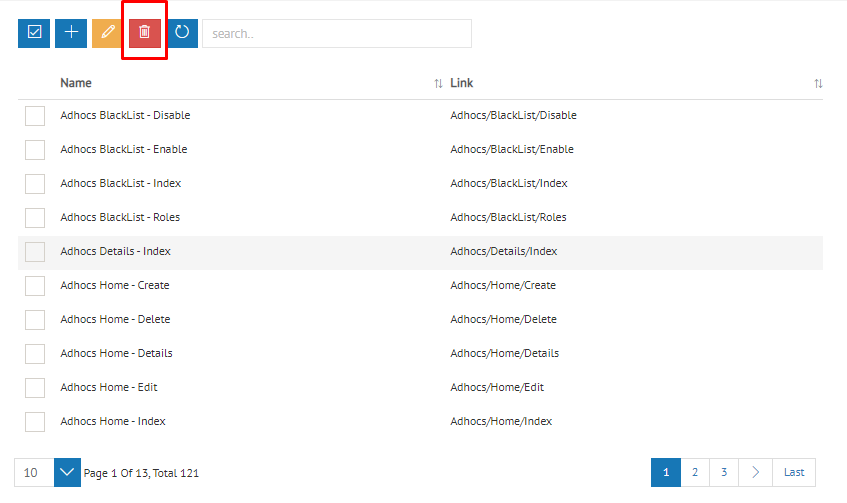 search..
Name Link
Adhocs BlackList - Disable Adhocs/BlackList/Disable
Adhocs BlackList - Enable Adhocs/BlackList/Enable
Adhocs BlackList - Index Adhocs/BlackList/Index
Adhocs BlackList - Roles Adhocs/BlackList/Roles
Adhocs Details - Index Adhocs/Details/Index
Adhocs Home - Create Adhocs/Home/Create
Adhocs Home - Delete Adhocs/Home/Delete
Adhocs Home - Details Adhocs/Home/Details
Adhocs Home - Edit Adhocs/Home/Edit
Adhocs Home - Index Adhocs/Home/Index
10 Page 1 Of 13, Total 121 1 2 3 Last